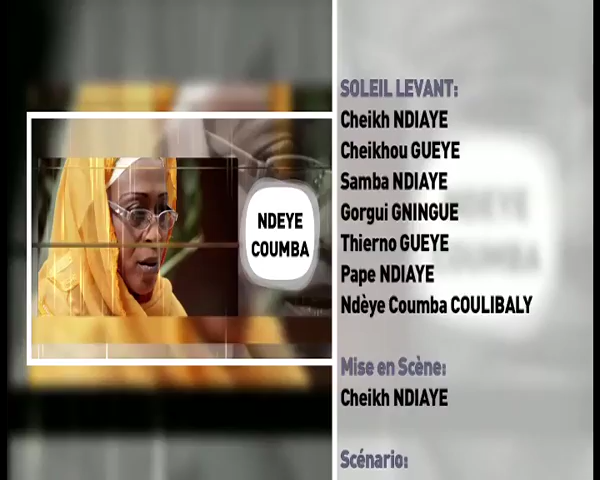 NDEYE
COUMBA
SOLEIL LEVANT:
Cheikh NDIAYE
Cheikhou GUEYE
Samba NDIAYE
Gorgui GNINGUE
Thierno GUEYE
Pape NDIAYE
Ndèye Coumba COULIBALY
Mise en Scène:
Cheikh NDIAYE
Scénario: